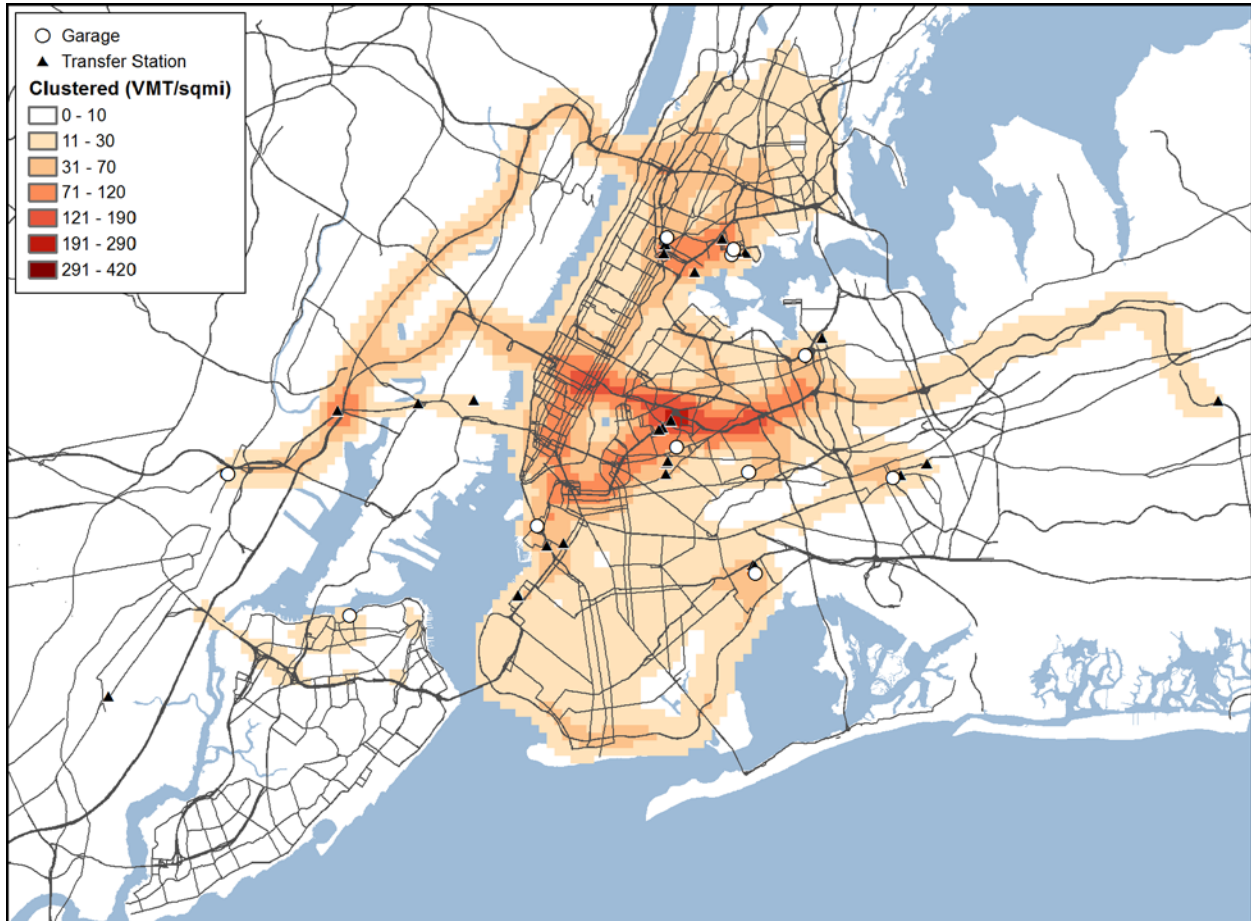 Garage
Transfer Station
Clustered (VMT/sqmi)
0 - 10
11 - 30
31 - 70
71 - 120
121 - 190
191 - 290
291 - 420